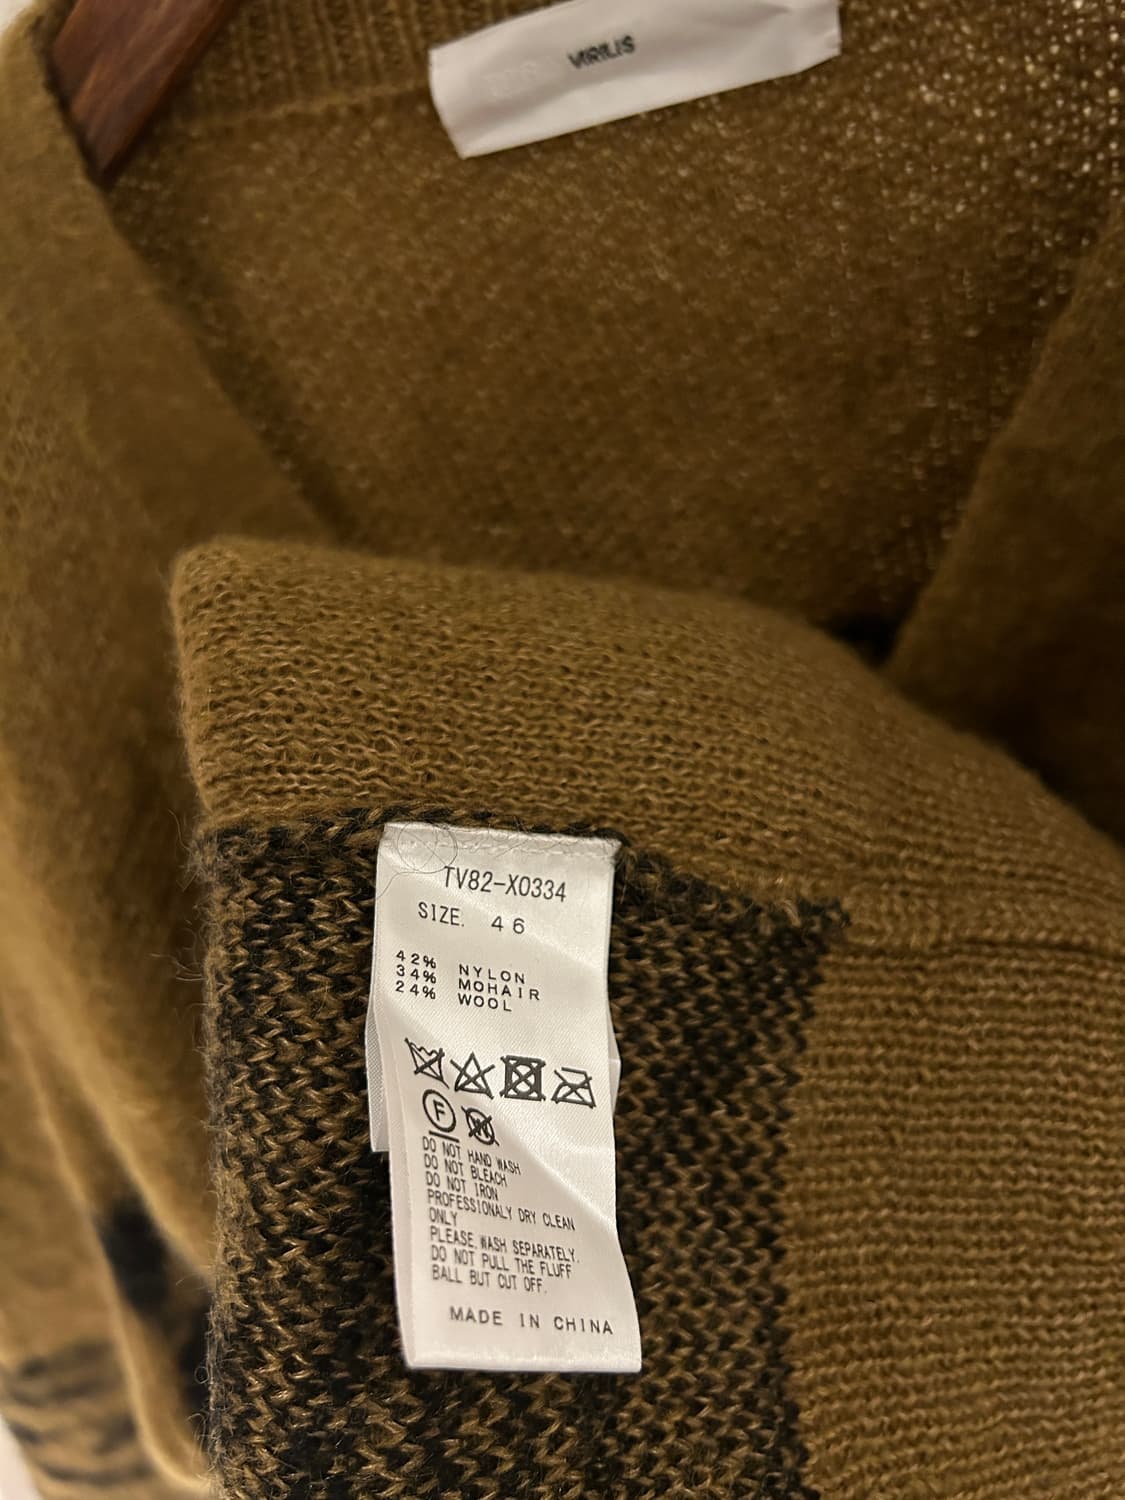 VIRILIS
TV82-X0334
SIZE. 46
42% NYLON
34% MOHAIR
24% WOOL
F W
DO NOT HAND WASH
DO NOT BLEACH
DO NOT IRON
PROFESSIONALY DRY CLEAN
ONLY
PLEASE WASH SEPARATELY.
DO NOT PULL THE FLUFF
BALL BUT CUT OFF.
MADE IN CHINA